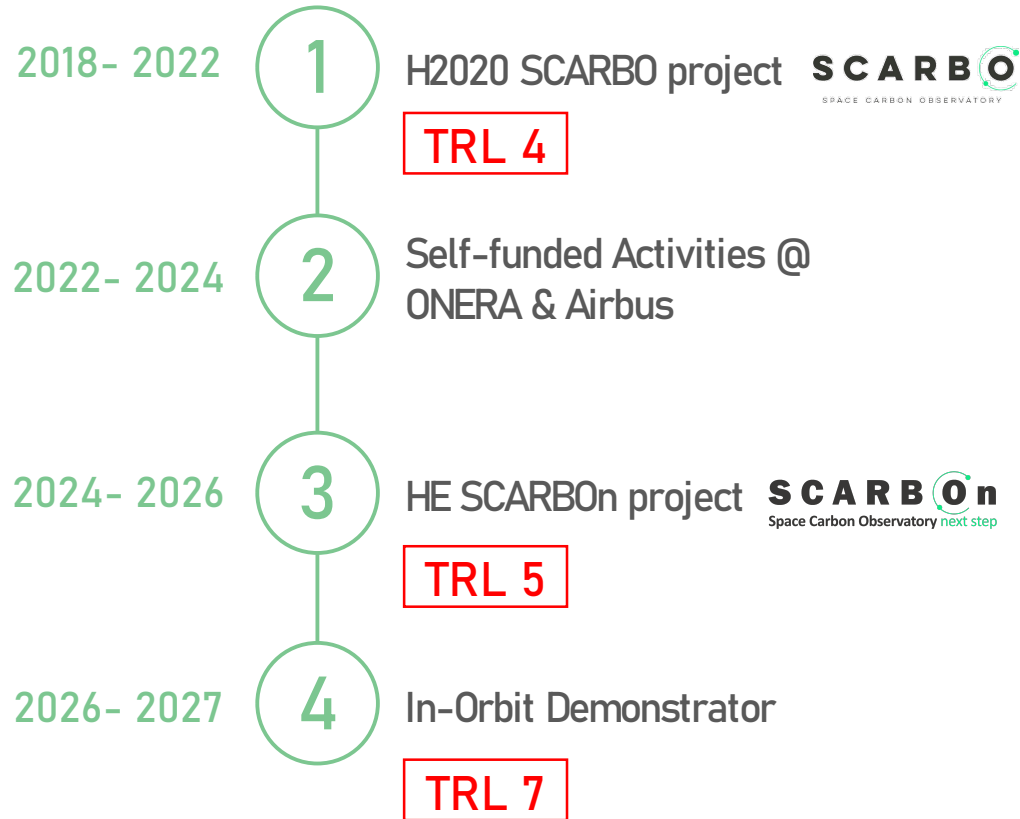 2018- 2022
1
H2020 SCARBO project
SCARBO
SPACE CARBON OBSERVATORY
TRL 4
2022- 2024
2
Self-funded Activities @
ONERA & Airbus
2024- 2026
3
HE SCARBOn project
SCARBOn
Space Carbon Observatory next step
TRL 5
2026- 2027
4
In-Orbit Demonstrator
TRL 7